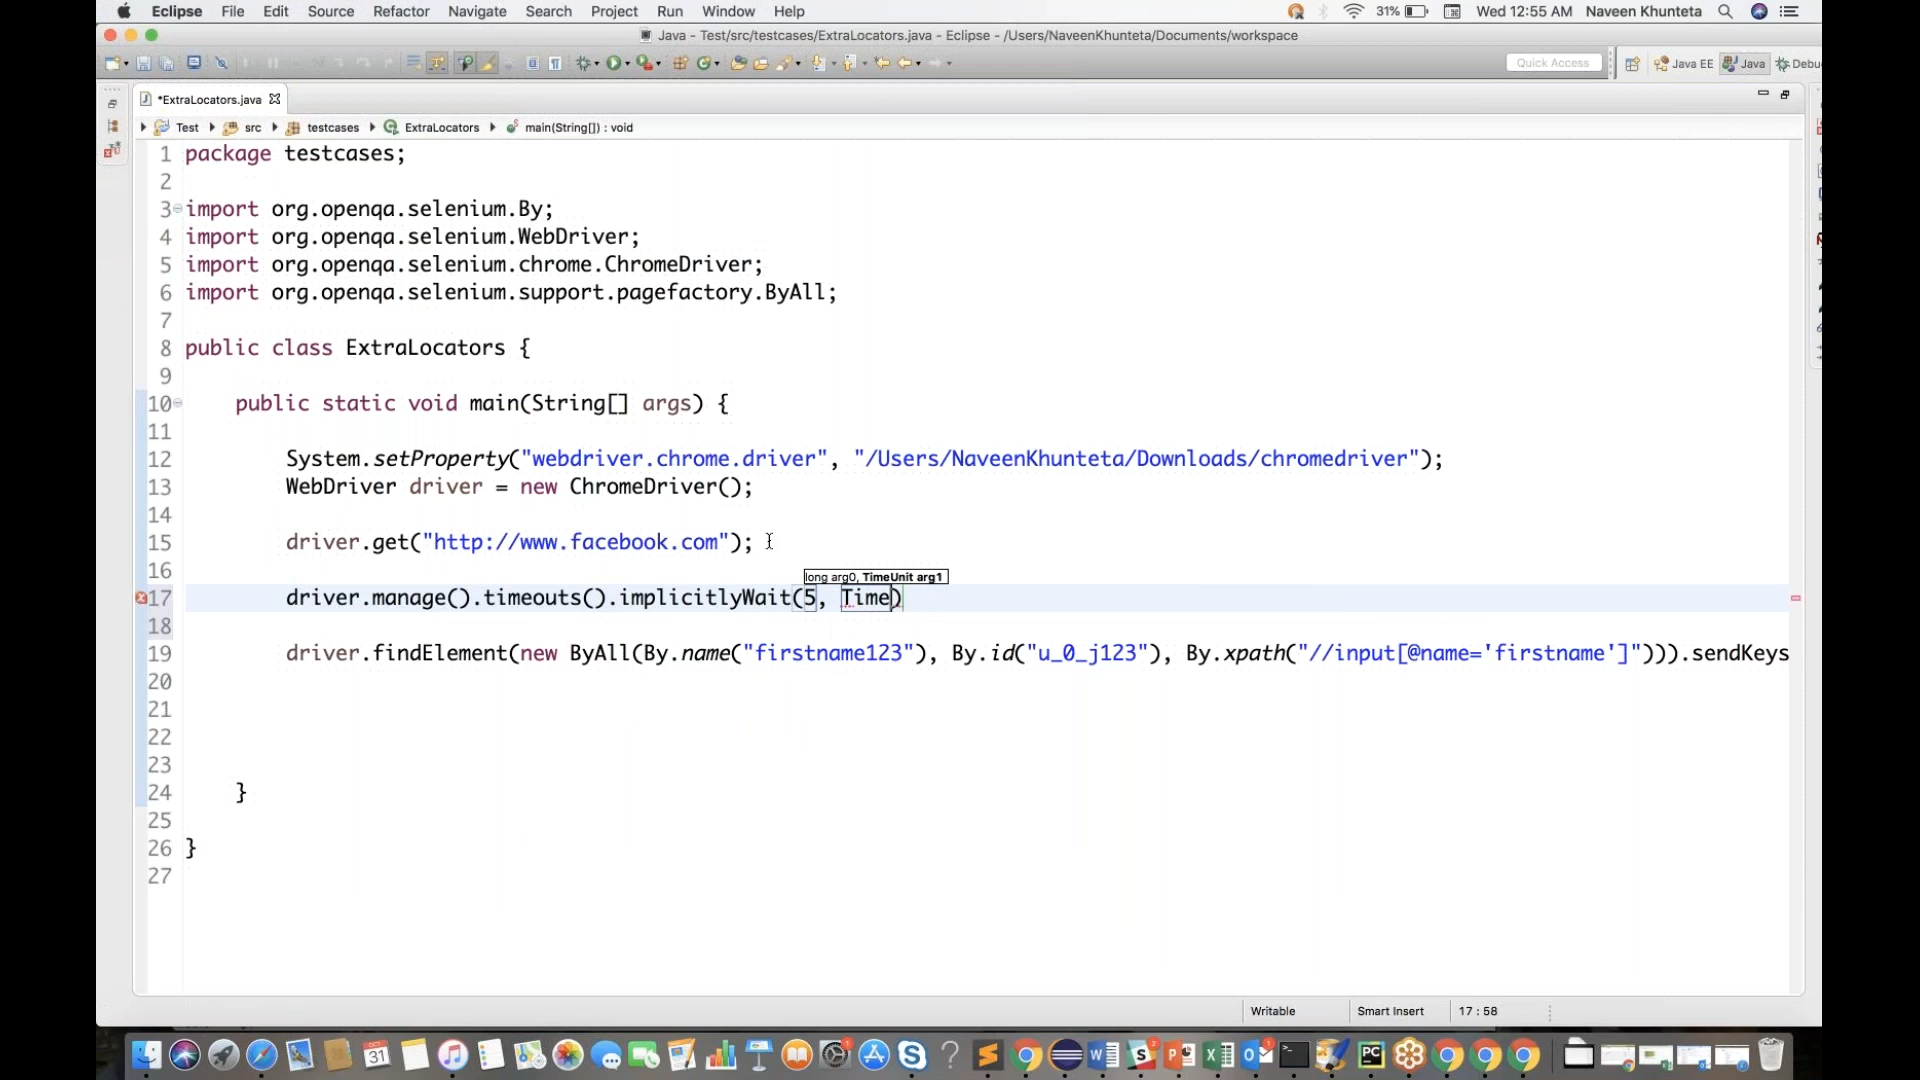 Eclipse File Edit Source Refactor Navigate Search Project Run Window Help 31% Wed 12:55 AM Naveen Khunteta
Java - Test/src/testcases/ExtraLocators.java - Eclipse - /Users/NaveenKhunteta/Documents/workspace
Quick Access Java EE Java Debu
*ExtraLocators.java
Test src testcases ExtraLocators main(String[]) : void
1 package testcases;
2
3 import org.openqa.selenium.By;
4 import org.openqa.selenium.WebDriver;
5 import org.openqa.selenium.chrome.ChromeDriver;
6 import org.openqa.selenium.support.pagefactory.ByAll;
7
8 public class ExtraLocators {
9
10 public static void main(String[] args) {
11
12 System.setProperty("webdriver.chrome.driver", "/Users/NaveenKhunteta/Downloads/chromedriver");
13 WebDriver driver = new ChromeDriver();
14
15 driver.get("http://www.facebook.com");
16
long arg0, TimeUnit arg1
17 driver.manage().timeouts().implicitlyWait(5, Time)
18
19 driver.findElement(new ByAll(By.name("firstname123"), By.id("u_0_j123"), By.xpath("//input[@name='firstname']"))).sendKeys
20
21
22
23
24 }
25
26 }
27
Writable Smart Insert 17 : 58